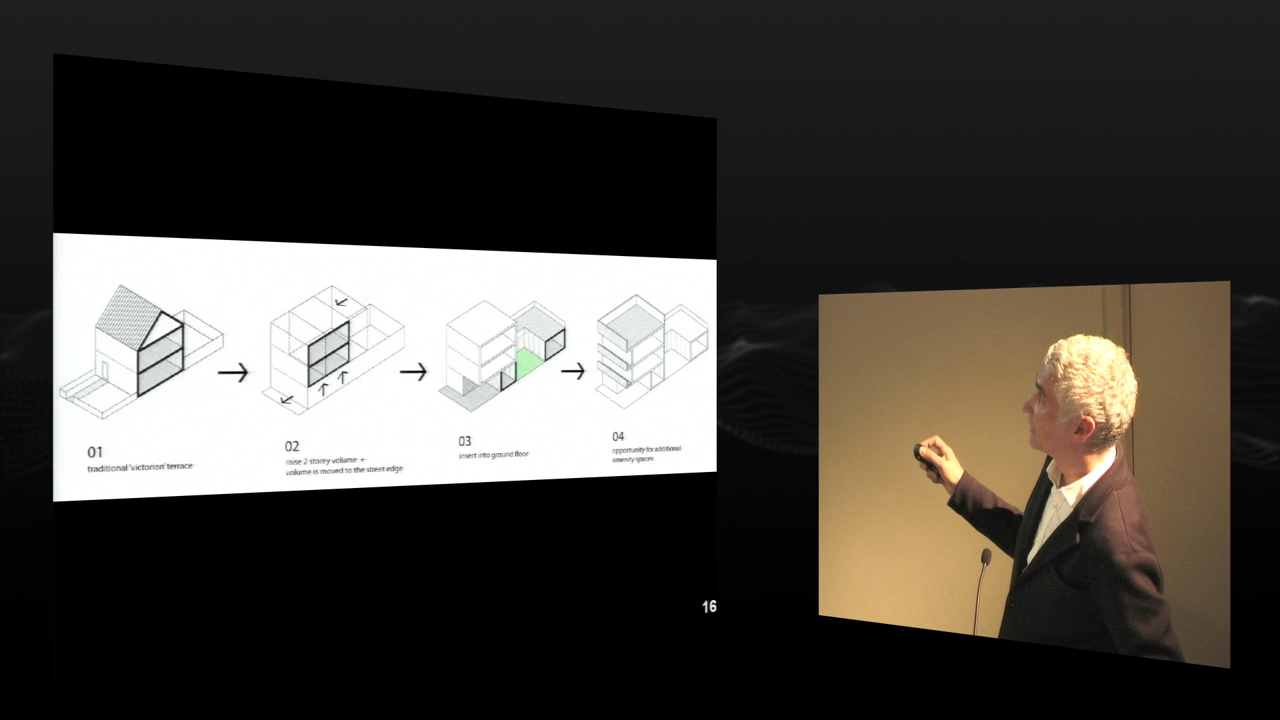 01
traditional 'victorian' terrace
02
raise 2 storey volume +
volume is moved to the street edge
03
insert into ground floor
04
opportunity for additional
amenity spaces
16